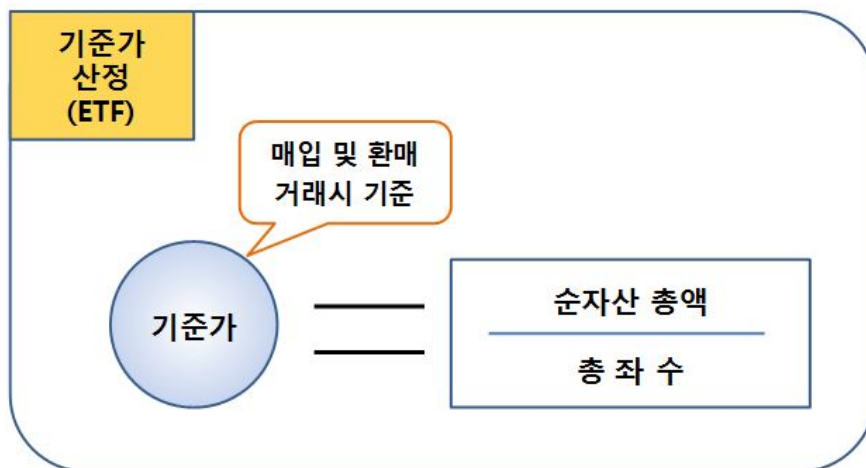 기준가
산정
(ETF)
매입 및 환매
거래시 기준
기준가
순자산 총액
총 좌 수